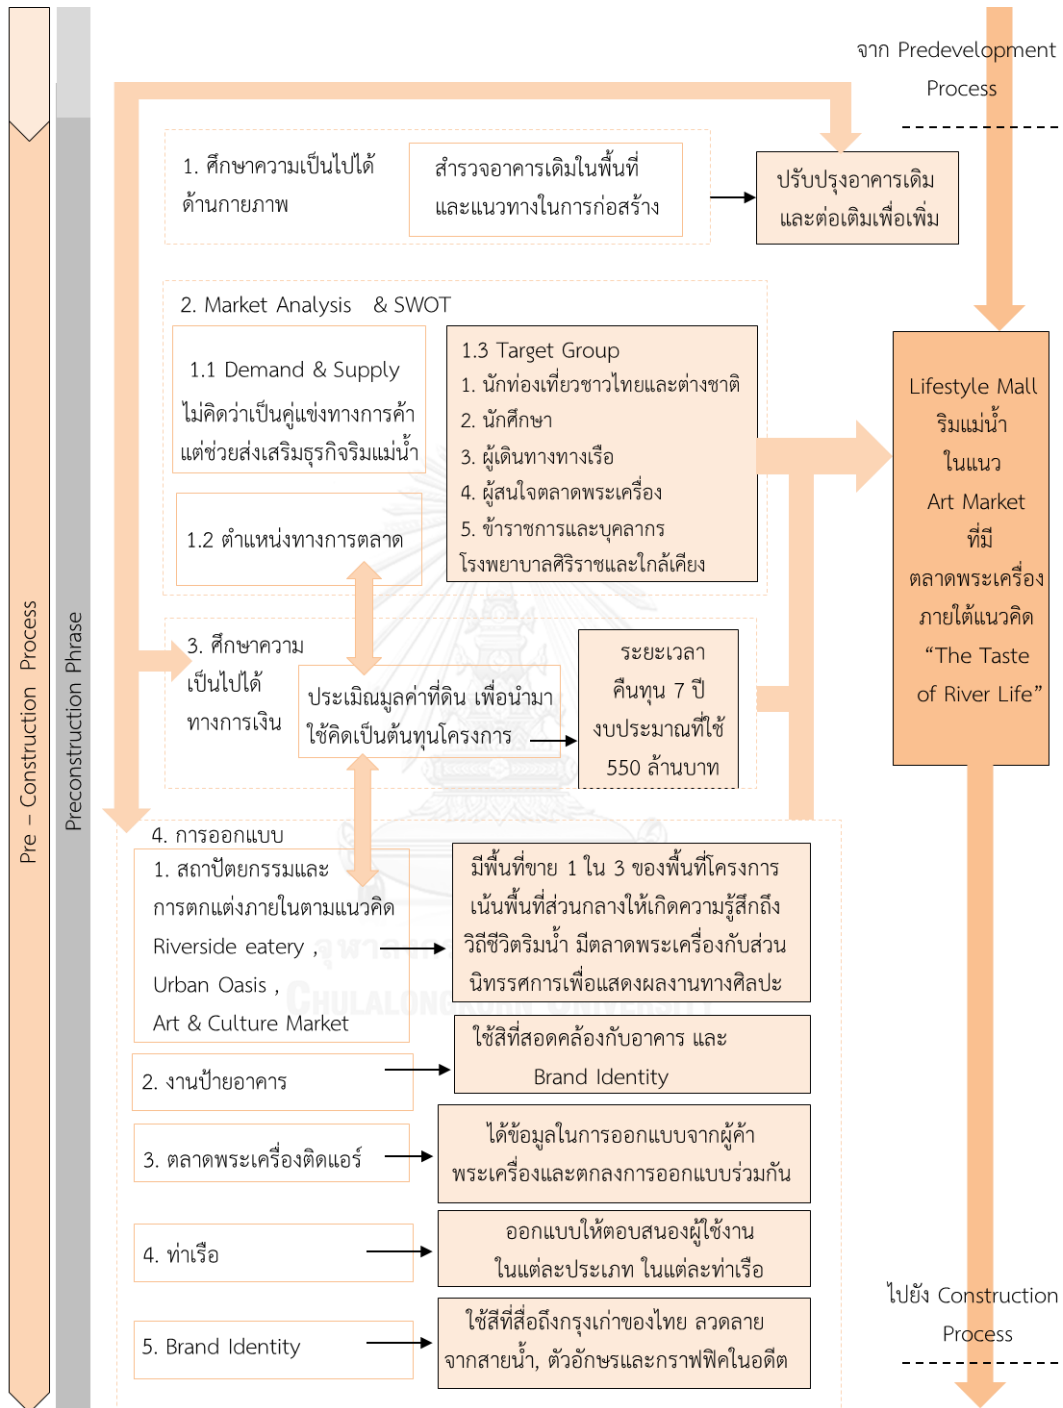 จาก Predevelopment
Process
1. ศึกษาความเป็นไปได้
ด้านกายภาพ
สำรวจอาคารเดิมในพื้นที่
และแนวทางในการก่อสร้าง
ปรับปรุงอาคารเดิม
และต่อเติมเพื่อเพิ่ม
2. Market Analysis & SWOT
1.1 Demand & Supply
ไม่คิดว่าเป็นคู่แข่งทางการค้า
แต่ช่วยส่งเสริมธุรกิจริมแม่น้ำ
1.2 ตำแหน่งทางการตลาด
1.3 Target Group
1. นักท่องเที่ยวชาวไทยและต่างชาติ
2. นักศึกษา
3. ผู้เดินทางทางเรือ
4. ผู้สนใจตลาดพระเครื่อง
5. ข้าราชการและบุคลากร
โรงพยาบาลศิริราชและใกล้เคียง
Lifestyle Mall
ริมแม่น้ำ
ในแนว
Art Market
ที่มี
ตลาดพระเครื่อง
ภายใต้แนวคิด
“The Taste
of River Life”
3. ศึกษาความ
เป็นไปได้
ทางการเงิน
ประเมิณมูลค่าที่ดิน เพื่อนำมา
ใช้คิดเป็นต้นทุนโครงการ
ระยะเวลา
คืนทุน 7 ปี
งบประมาณที่ใช้
550 ล้านบาท
4. การออกแบบ
1. สถาปัตยกรรมและ
การตกแต่งภายในตามแนวคิด
Riverside eatery ,
Urban Oasis ,
Art & Culture Market
มีพื้นที่ขาย 1 ใน 3 ของพื้นที่โครงการ
เน้นพื้นที่ส่วนกลางให้เกิดความรู้สึกถึง
วิถีชีวิตริมน้ำ มีตลาดพระเครื่องกับส่วน
นิทรรศการเพื่อแสดงผลงานทางศิลปะ
2. งานป้ายอาคาร
ใช้สิที่สอดคล้องกับอาคาร และ
Brand Identity
3. ตลาดพระเครื่องติดแอร์
ได้ข้อมูลในการออกแบบจากผู้ค้า
พระเครื่องและตกลงการออกแบบร่วมกัน
4. ท่าเรือ
ออกแบบให้ตอบสนองผู้ใช้งาน
ในแต่ละประเภท ในแต่ละท่าเรือ
5. Brand Identity
ใช้สีที่สื่อถึงกรุงเก่าของไทย ลวดลาย
จากสายน้ำ, ตัวอักษรและกราฟฟิคในอดีต
ไปยัง Construction
Process
Pre – Construction Process
Preconstruction Phrase
CHULALONGKORN UNIVERSITY